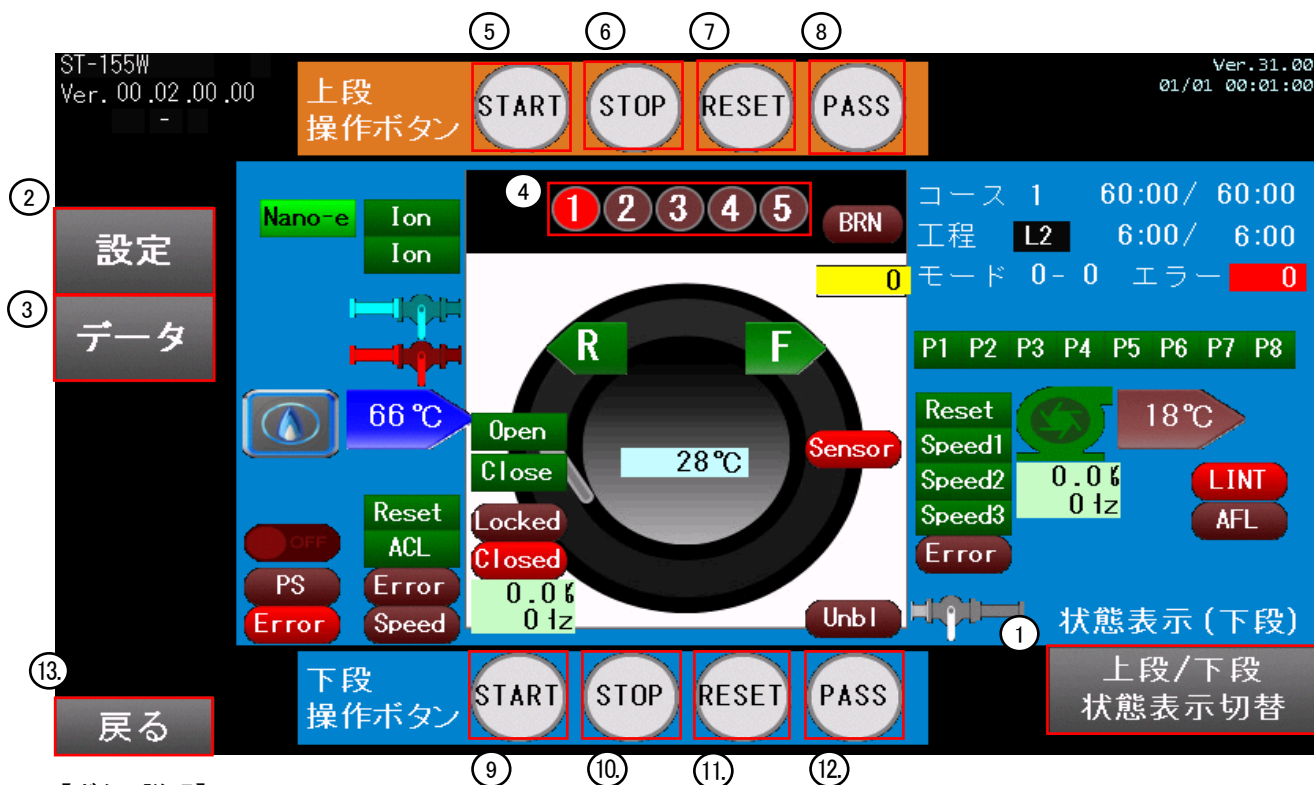 ⑤ ⑥ ⑦ ⑧
ST-155W
Ver. 00.02.00.00
-
上段
操作ボタン
START STOP RESET PASS
Ver.31.00
01/01 00:01:00
②
設定
③
データ
Nano-e Ion
Ion
④
1 2 3 4 5
BRN
0
コース 1 60:00/ 60:00
工程 L2 6:00/ 6:00
モード 0- 0 エラー 0
R F
P1 P2 P3 P4 P5 P6 P7 P8
66℃
Open
Close
28℃
Sensor
Reset
Speed1
Speed2
Speed3
Error
18℃
0.0
0
LINT
AFL
OFF
PS
Error
Reset
ACL
Error
Speed
Locked
Closed
0.0
0
Unbl
①
状態表示(下段)
上段/下段
状態表示切替
13.
戻る
下段
操作ボタン
START STOP RESET PASS
⑨ 10. 11. 12.